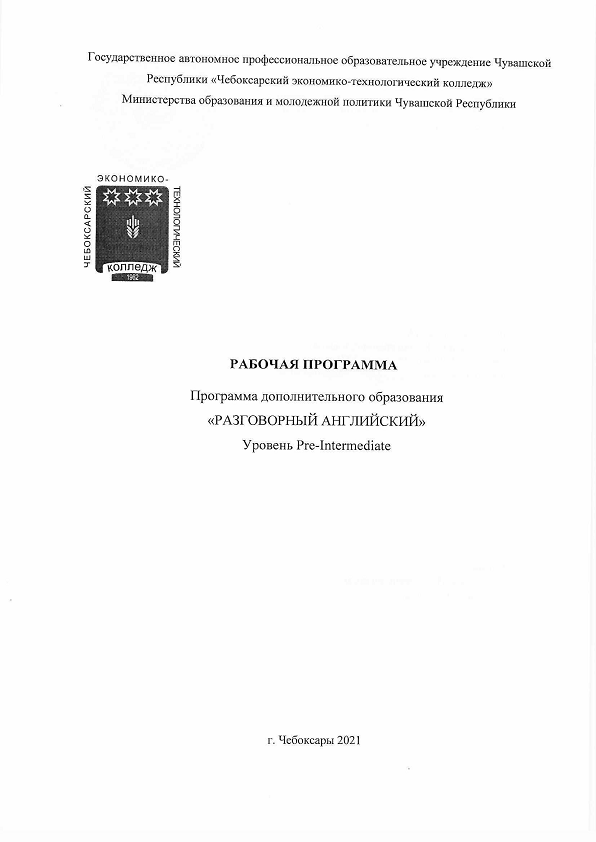 Государственное автономное профессиональное образовательное учреждение Чувашской
Республики «Чебоксарский экономико-технологический колледж»
Министерства образования и молодежной политики Чувашской Республики
ЧЕБОКСАРСКИЙ
ЭКОНОМИКО-
ТЕХНОЛОГИЧЕСКИЙ
КОЛЛЕДЖ
1962
РАБОЧАЯ ПРОГРАММА
Программа дополнительного образования
«РАЗГОВОРНЫЙ АНГЛИЙСКИЙ»
Уровень Pre-Intermediate
г. Чебоксары 2021